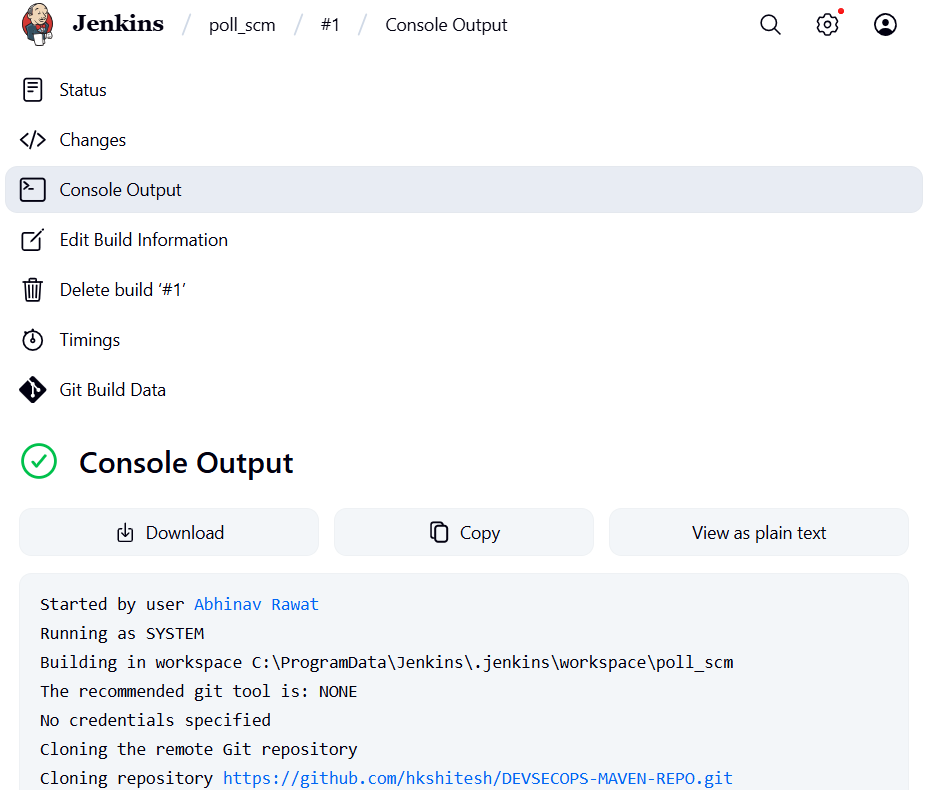 Jenkins / poll_scm / #1 / Console Output
Status
Changes
Console Output
Edit Build Information
Delete build ‘#1’
Timings
Git Build Data
Console Output
Download
Copy
View as plain text
Started by user Abhinav Rawat
Running as SYSTEM
Building in workspace C:\ProgramData\Jenkins\.jenkins\workspace\poll_scm
The recommended git tool is: NONE
No credentials specified
Cloning the remote Git repository
Cloning repository https://github.com/hkshitesh/DEVSECOPS-MAVEN-REPO.git